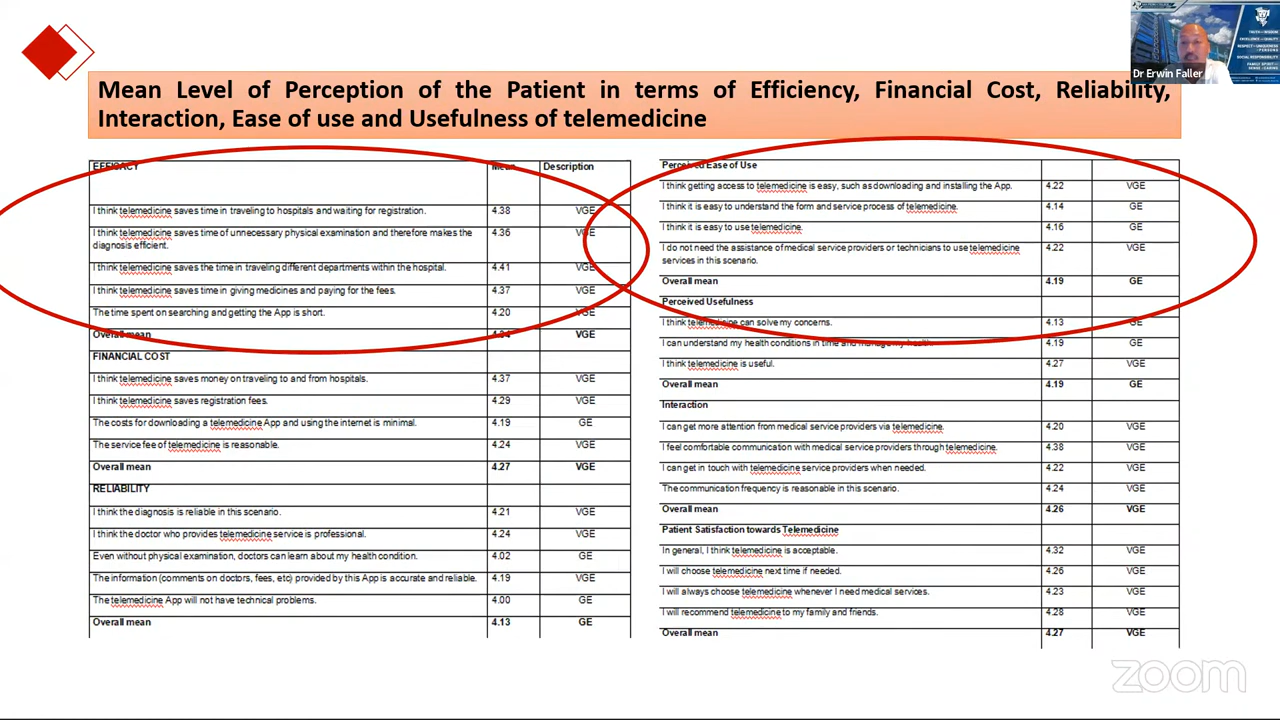 Mean Level of Perception of the Patient in terms of Efficiency, Financial Cost, Reliability,
Interaction, Ease of use and Usefulness of telemedicine
Dr Erwin Faller
EFFICACY Mean Description
I think telemedicine saves time in traveling to hospitals and waiting for registration. 4.38 VGE
I think telemedicine saves time of unnecessary physical examination and therefore makes the 4.36 VGE
diagnosis efficient.
I think telemedicine saves the time in traveling different departments within the hospital. 4.41 VGE
I think telemedicine saves time in giving medicines and paying for the fees. 4.37 VGE
The time spent on searching and getting the App is short. 4.20 VGE
Overall mean 4.34 VGE
FINANCIAL COST
I think telemedicine saves money on traveling to and from hospitals. 4.37 VGE
I think telemedicine saves registration fees. 4.29 VGE
The costs for downloading a telemedicine App and using the internet is minimal. 4.19 GE
The service fee of telemedicine is reasonable. 4.24 VGE
Overall mean 4.27 VGE
RELIABILITY
I think the diagnosis is reliable in this scenario. 4.21 VGE
I think the doctor who provides telemedicine service is professional. 4.24 VGE
Even without physical examination, doctors can learn about my health condition. 4.02 GE
The information (comments on doctors, fees, etc) provided by this App is accurate and reliable. 4.19 VGE
The telemedicine App will not have technical problems. 4.00 GE
Overall mean 4.13 GE
Perceived Ease of Use
I think getting access to telemedicine is easy, such as downloading and installing the App. 4.22 VGE
I think it is easy to understand the form and service process of telemedicine. 4.14 GE
I think it is easy to use telemedicine. 4.16 GE
I do not need the assistance of medical service providers or technicians to use telemedicine 4.22 VGE
services in this scenario.
Overall mean 4.19 GE
Perceived Usefulness
I think telemedicine can solve my concerns. 4.13 GE
I can understand my health conditions in time and manage my health. 4.19 GE
I think telemedicine is useful. 4.27 VGE
Overall mean 4.19 GE
Interaction
I can get more attention from medical service providers via telemedicine. 4.20 VGE
I feel comfortable communication with medical service providers through telemedicine. 4.38 VGE
I can get in touch with telemedicine service providers when needed. 4.22 VGE
The communication frequency is reasonable in this scenario. 4.24 VGE
Overall mean 4.26 VGE
Patient Satisfaction towards Telemedicine
In general, I think telemedicine is acceptable. 4.32 VGE
I will choose telemedicine next time if needed. 4.26 VGE
I will always choose telemedicine whenever I need medical services. 4.23 VGE
I will recommend telemedicine to my family and friends. 4.28 VGE
Overall mean 4.27 VGE
zoom